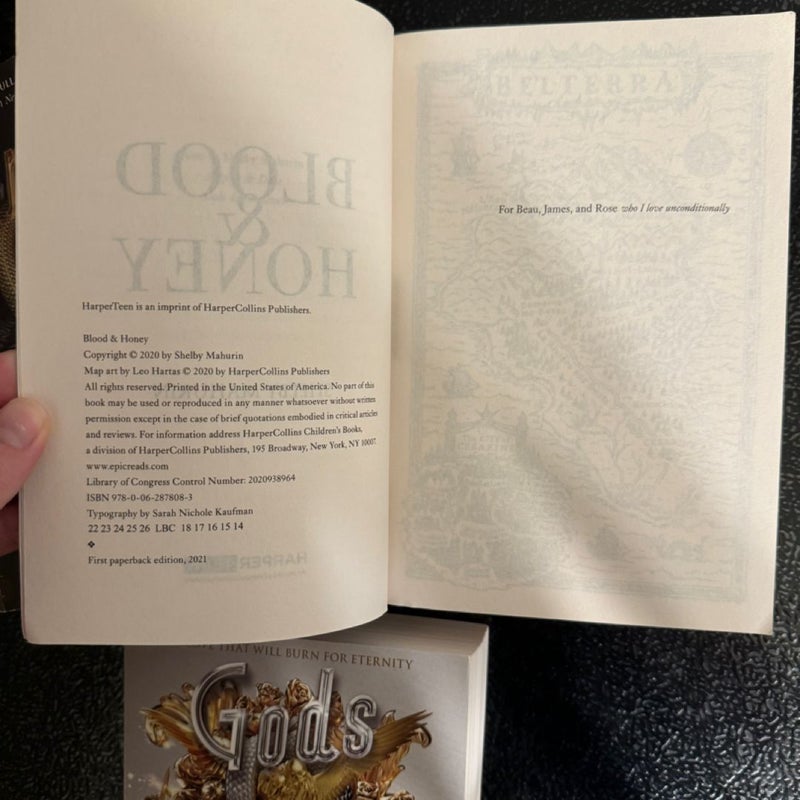 BLOOD
&
HONEY
HarperTeen is an imprint of HarperCollins Publishers.
Blood & Honey
Copyright © 2020 by Shelby Mahurin
Map art by Leo Hartas © 2020 by HarperCollins Publishers
All rights reserved. Printed in the United States of America. No part of this
book may be used or reproduced in any manner whatsoever without written
permission except in the case of brief quotations embodied in critical articles
and reviews. For information address HarperCollins Children's Books,
a division of HarperCollins Publishers, 195 Broadway, New York, NY 10007.
www.epicreads.com
Library of Congress Control Number: 2020938964
ISBN 978-0-06-287808-3
Typography by Sarah Nichole Kaufman
22 23 24 25 26 LBC 18 17 16 15 14
❖
First paperback edition, 2021
HARPER
BELTERRA
For Beau, James, and Rose who I love unconditionally
THAT WILL BURN FOR ETERNITY
Gods